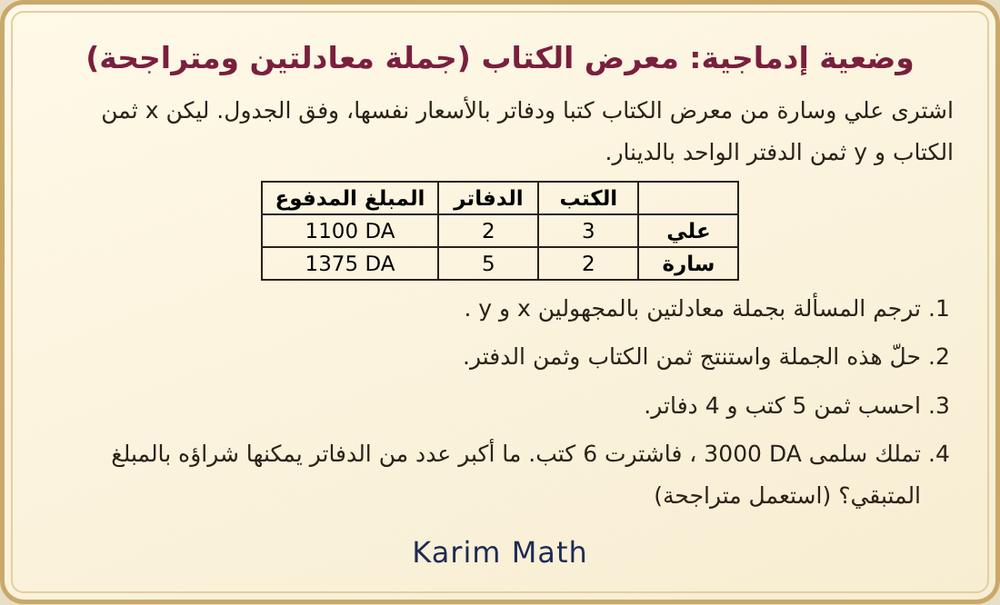 وضعية إدماجية: معرض الكتاب (جملة معادلتين ومتراجحة)
اشترى علي وسارة من معرض الكتاب كتبا ودفاتر بالأسعار نفسها، وفق الجدول. ليكن x ثمن
الكتاب و y ثمن الدفتر الواحد بالدينار.
الكتب الدفاتر المبلغ المدفوع
علي 3 2 1100 DA
سارة 2 5 1375 DA
1. ترجم المسألة بجملة معادلتين بالمجهولين x و y .
2. حلّ هذه الجملة واستنتج ثمن الكتاب وثمن الدفتر.
3. احسب ثمن 5 كتب و 4 دفاتر.
4. تملك سلمى 3000 DA ، فاشترت 6 كتب. ما أكبر عدد من الدفاتر يمكنها شراؤه بالمبلغ
المتبقي؟ (استعمل متراجحة)
Karim Math